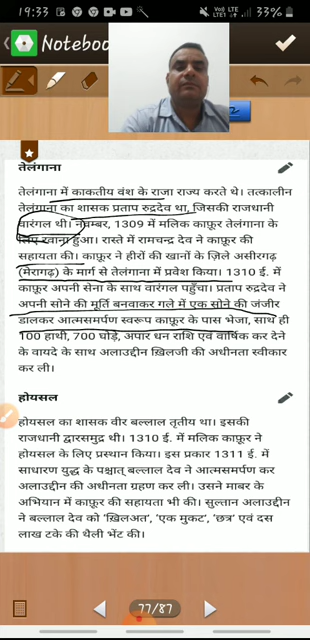 19:33
Vo)) LTE
LTE1
33%
Noteboo
तेलंगाना
तेलंगाना में काकतीय वंश के राजा राज्य करते थे। तत्कालीन
तेलंगाना का शासक प्रताप रुद्रदेव था, जिसकी राजधानी
वारंगल थी। नवम्बर, 1309 में मलिक काफ़ूर तेलंगाना के
लिए रवाना हुआ। रास्ते में रामचन्द्र देव ने काफ़ूर की
सहायता की। काफ़ूर ने हीरों की खानों के ज़िले असीरगढ़
(मेरागढ़) के मार्ग से तेलंगाना में प्रवेश किया। 1310 ई. में
काफ़ूर अपनी सेना के साथ वारंगल पहुँचा। प्रताप रुद्रदेव ने
अपनी सोने की मूर्ति बनवाकर गले में एक सोने की जंजीर
डालकर आत्मसमर्पण स्वरूप काफ़ूर के पास भेजा, साथ ही
100 हाथी, 700 घोड़े, अपार धन राशि एवं वार्षिक कर देने
के वायदे के साथ अलाउद्दीन ख़िलजी की अधीनता स्वीकार
कर ली।
होयसल
होयसल का शासक वीर बल्लाल तृतीय था। इसकी
राजधानी द्वारसमुद्र थी। 1310 ई. में मलिक काफ़ूर ने
होयसल के लिए प्रस्थान किया। इस प्रकार 1311 ई. में
साधारण युद्ध के पश्चात् बल्लाल देव ने आत्मसमर्पण कर
अलाउद्दीन की अधीनता ग्रहण कर ली। उसने माबर के
अभियान में काफ़ूर की सहायता भी की। सुल्तान अलाउद्दीन
ने बल्लाल देव को ‘ख़िलअत’, ‘एक मुकट’, ‘छत्र’ एवं दस
लाख टके की थैली भेंट की।
77/87